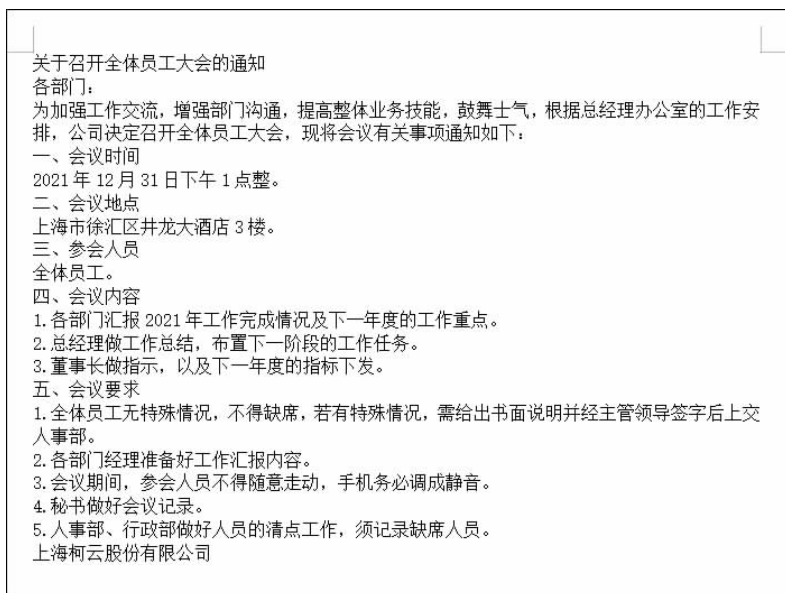 关于召开全体员工大会的通知
各部门：
为加强工作交流，增强部门沟通，提高整体业务技能，鼓舞士气，根据总经理办公室的工作安
排，公司决定召开全体员工大会，现将会议有关事项通知如下：
一、会议时间
2021年12月31日下午1点整。
二、会议地点
上海市徐汇区井龙大酒店3楼。
三、参会人员
全体员工。
四、会议内容
1.各部门汇报2021年工作完成情况及下一年度的工作重点。
2.总经理做工作总结，布置下一阶段的工作任务。
3.董事长做指示，以及下一年度的指标下发。
五、会议要求
1.全体员工无特殊情况，不得缺席，若有特殊情况，需给出书面说明并经主管领导签字后上交
人事部。
2.各部门经理准备好工作汇报内容。
3.会议期间，参会人员不得随意走动，手机务必调成静音。
4.秘书做好会议记录。
5.人事部、行政部做好人员的清点工作，须记录缺席人员。
上海柯云股份有限公司